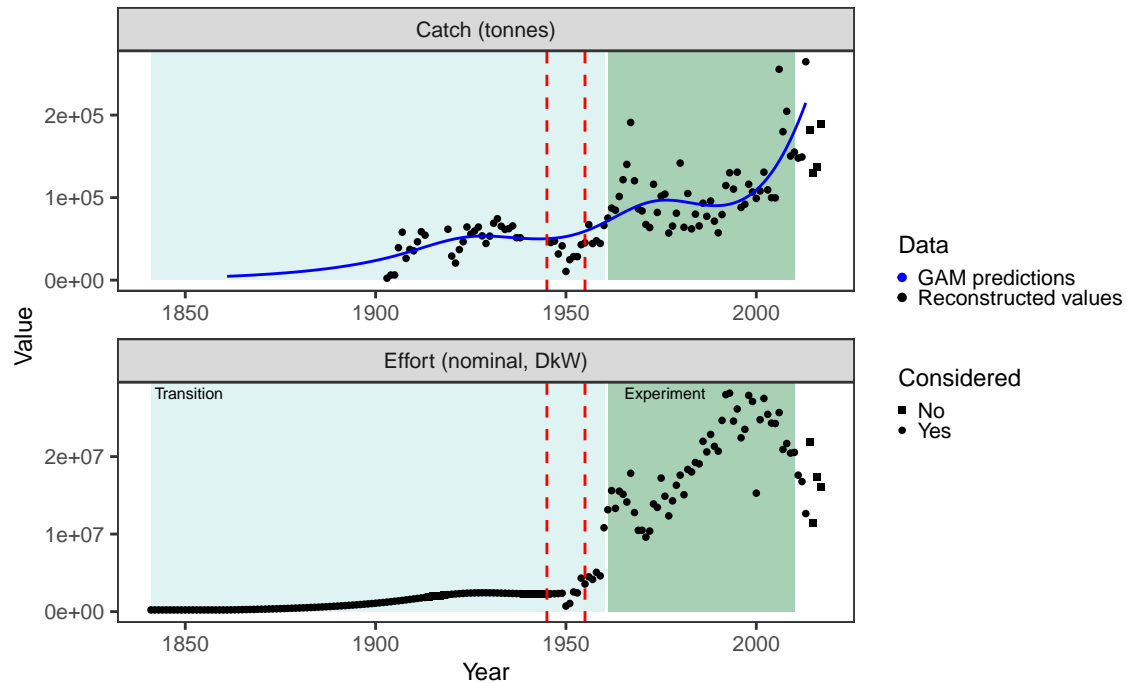 Catch (tonnes)
2e+05
1e+05
0e+00
1850 1900 1950 2000
Value
Effort (nominal, DkW)
Transition Experiment
2e+07
1e+07
0e+00
1850 1900 1950 2000
Year
Data
GAM predictions
Reconstructed values
Considered
No
Yes